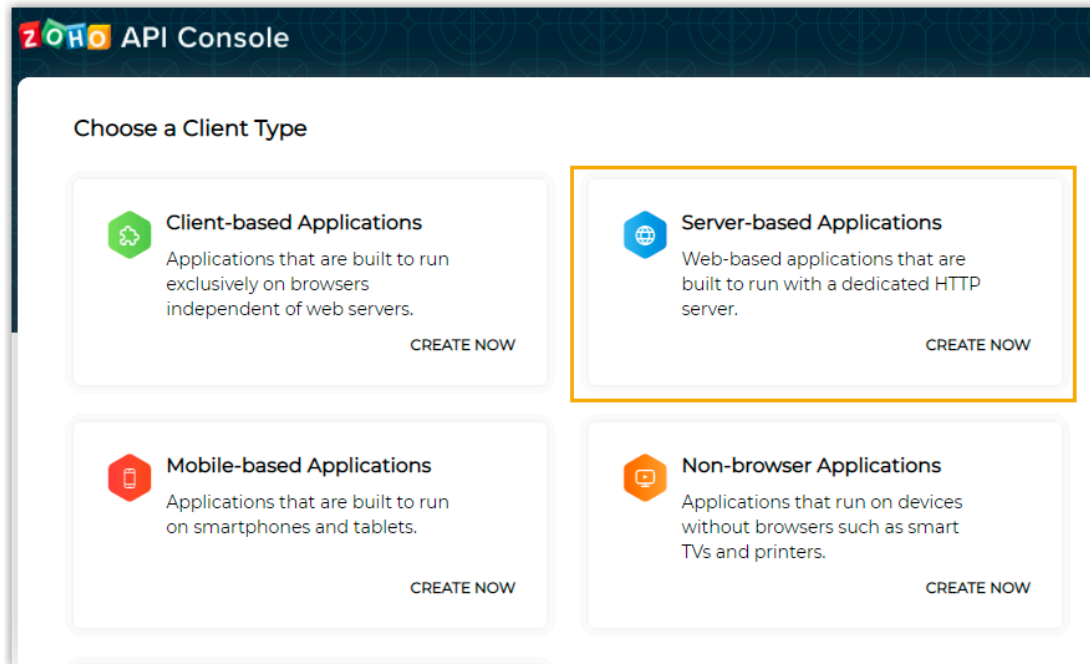 ZOHO API Console
Choose a Client Type
Client-based Applications
Applications that are built to run
exclusively on browsers
independent of web servers.
CREATE NOW
Server-based Applications
Web-based applications that are
built to run with a dedicated HTTP
server.
CREATE NOW
Mobile-based Applications
Applications that are built to run
on smartphones and tablets.
CREATE NOW
Non-browser Applications
Applications that run on devices
without browsers such as smart
TVs and printers.
CREATE NOW